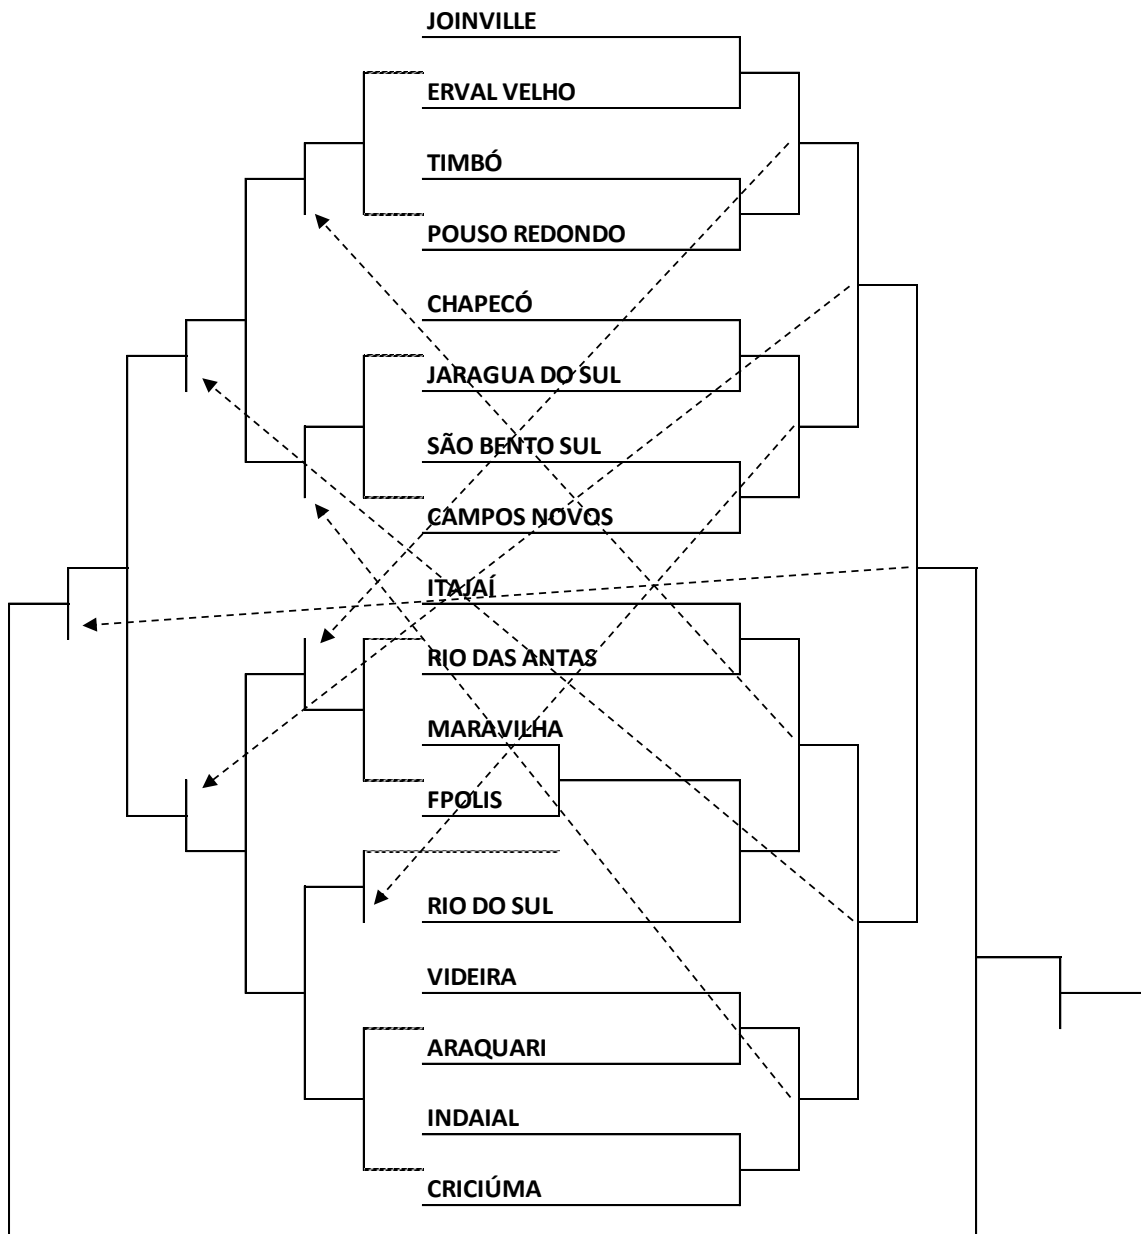 JOINVILLE
ERVAL VELHO
TIMBÓ
POUSO REDONDO
CHAPECÓ
JARAGUA DO SUL
SÃO BENTO SUL
CAMPOS NOVOS
ITAJAÍ
RIO DAS ANTAS
MARAVILHA
FPOLIS
RIO DO SUL
VIDEIRA
ARAQUARI
INDAIAL
CRICIÚMA